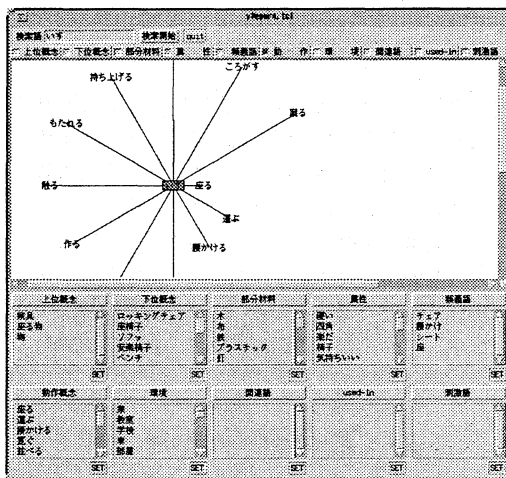 検索語 いす 検索開始 quit
上位概念 下位概念 部分材料 属 性 類義語 動 作 環 境 関連語 used-in 刺激語
持ち上げる
ころがす
蹴る
もたれる
触る
座る
運ぶ
作る
腰かける
上位概念 下位概念 部分材料 属性 類義語
家具
座る物
物
ロッキングチェア
座椅子
ソファ
安楽椅子
ベンチ
木
布
鉄
プラスチック
釘
硬い
四角
楽だ
椅子
気持ちいい
チェア
腰かけ
シート
座
SET SET SET SET SET
動作概念 環境 関連語 used-in 刺激語
座る
運ぶ
腰かける
置く
並べる
家
教室
学校
車
部屋
SET SET SET SET SET